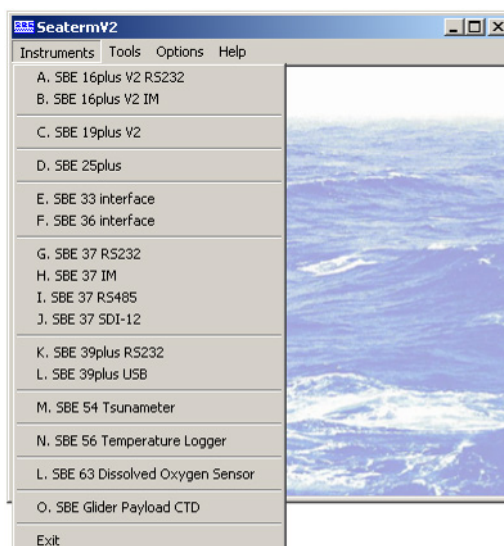 SBE SeatermV2
Instruments Tools Options Help
A. SBE 16plus V2 RS232
B. SBE 16plus V2 IM
C. SBE 19plus V2
D. SBE 25plus
E. SBE 33 interface
F. SBE 36 interface
G. SBE 37 RS232
H. SBE 37 IM
I. SBE 37 RS485
J. SBE 37 SDI-12
K. SBE 39plus RS232
L. SBE 39plus USB
M. SBE 54 Tsunameter
N. SBE 56 Temperature Logger
L. SBE 63 Dissolved Oxygen Sensor
O. SBE Glider Payload CTD
Exit